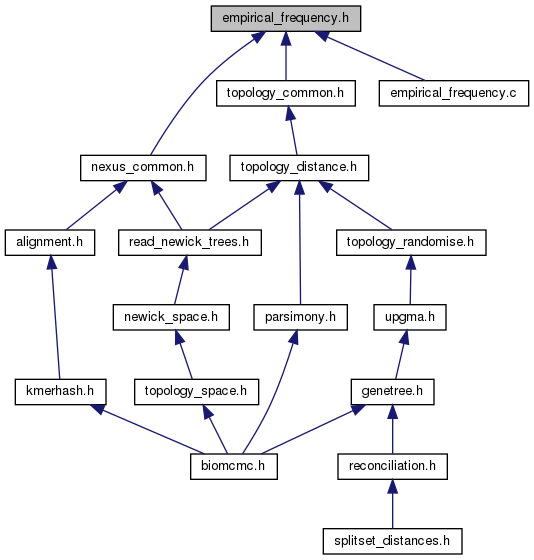 empirical_frequency.h
topology_common.h
empirical_frequency.c
nexus_common.h
topology_distance.h
alignment.h
read_newick_trees.h
topology_randomise.h
newick_space.h
parsimony.h
upgma.h
kmerhash.h
topology_space.h
genetree.h
biomcmc.h
reconciliation.h
splitset_distances.h